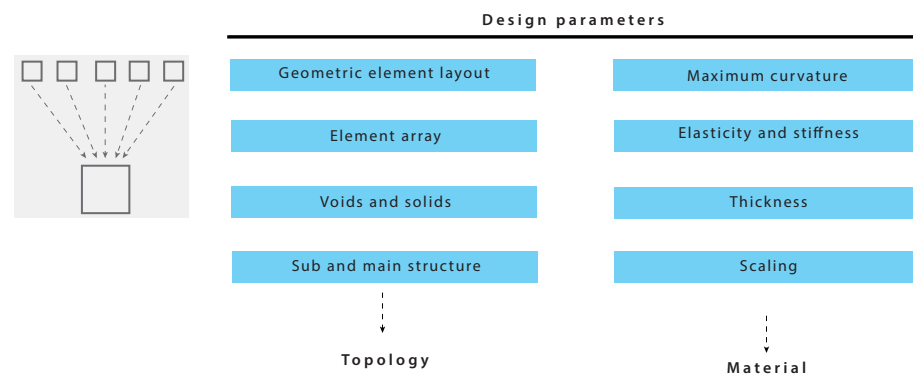 Design parameters
Geometric element layout
Maximum curvature
Element array
Elasticity and stiffness
Voids and solids
Thickness
Sub and main structure
Scaling
Topology
Material